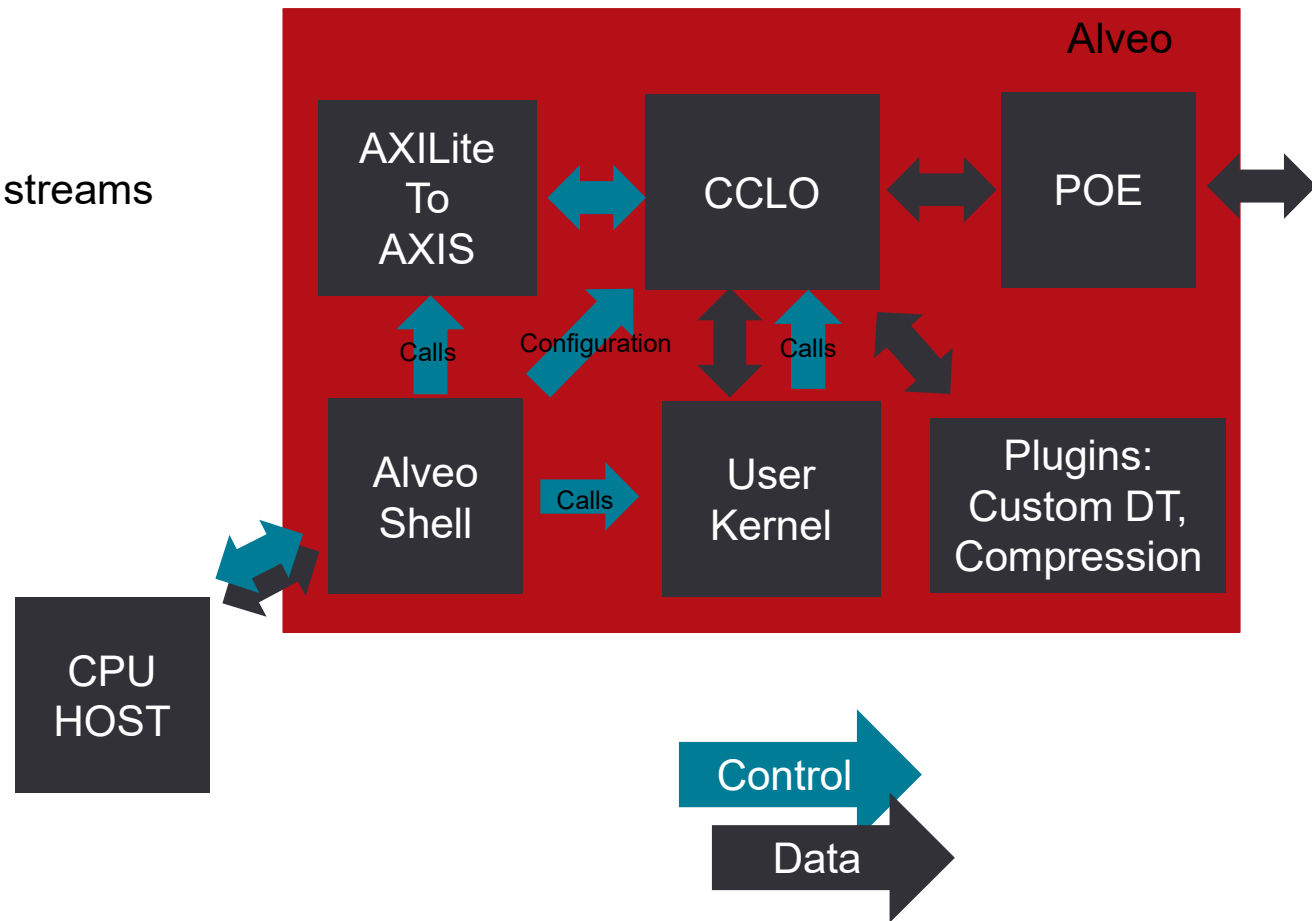 Alveo
streams
AXILite
To
AXIS
CCLO
POE
Calls
Configuration
Calls
Alveo
Shell
Calls
User
Kernel
Plugins:
Custom DT,
Compression
CPU
HOST
Control
Data